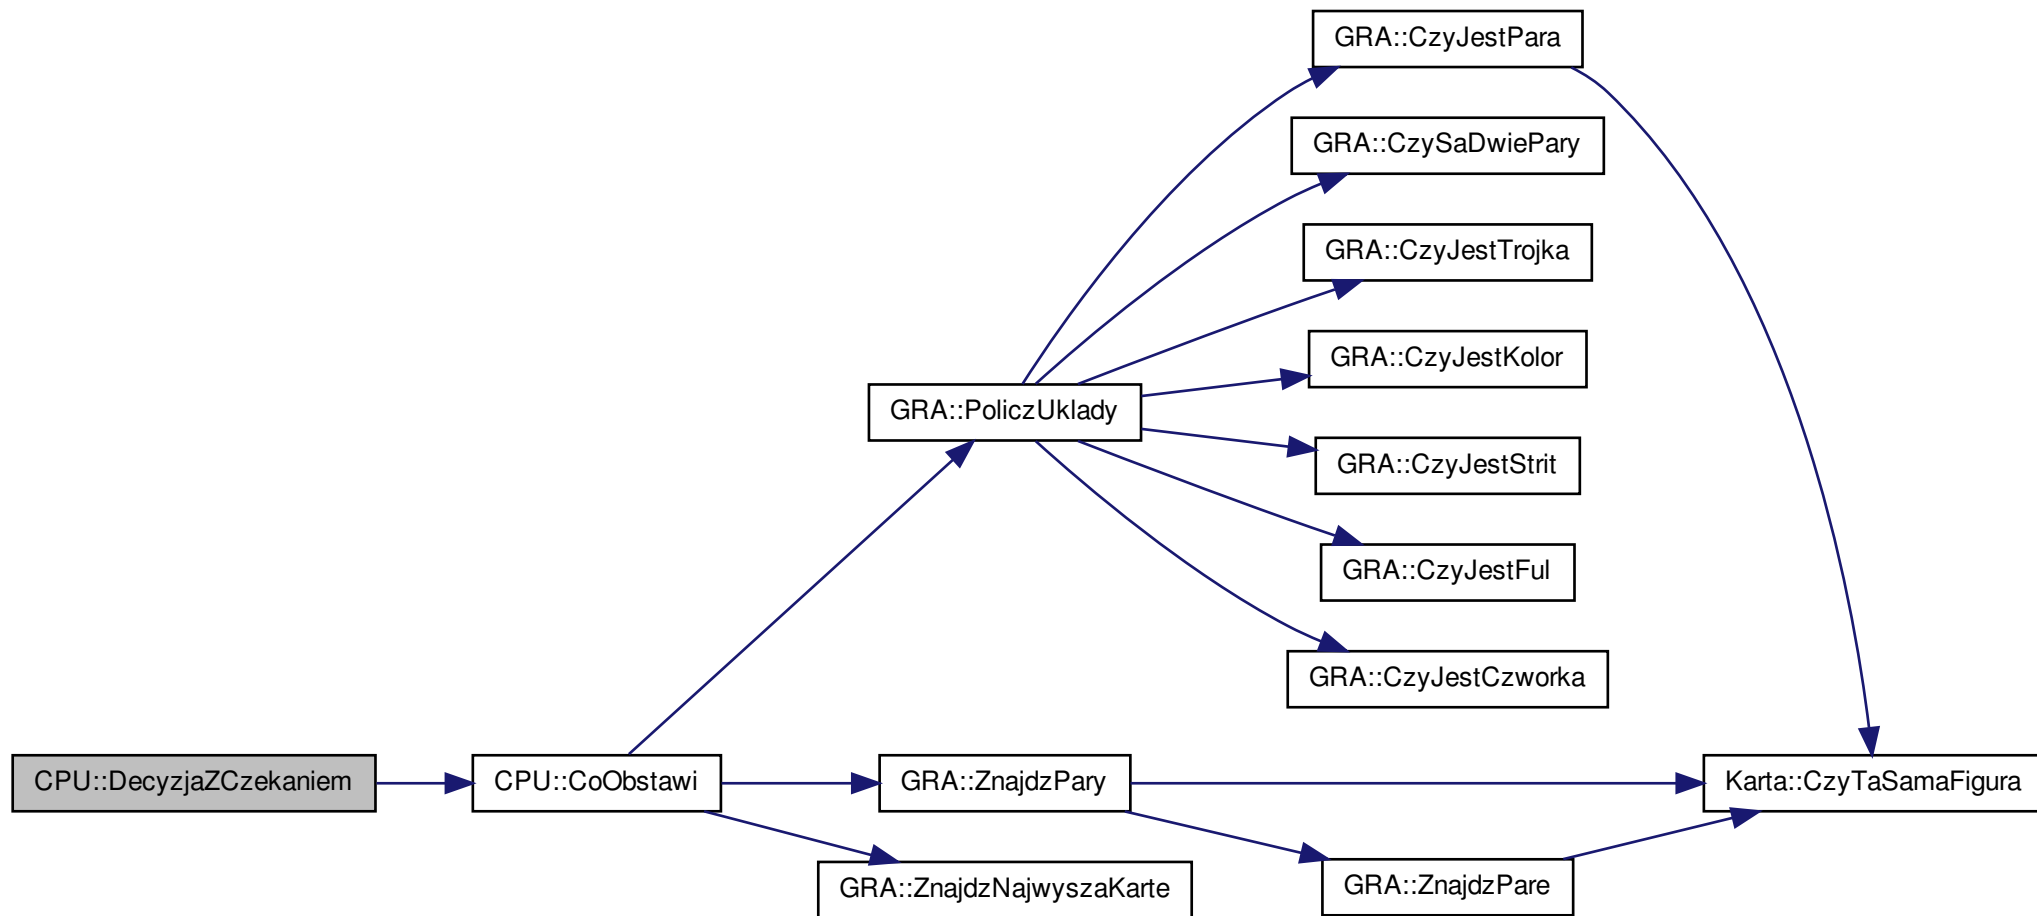 GRA::CzyJestPara
GRA::CzySaDwiePary
GRA::CzyJestTrojka
GRA::CzyJestKolor
GRA::PoliczUklady
GRA::CzyJestStrit
GRA::CzyJestFul
GRA::CzyJestCzworka
CPU::DecyzjaZCzekaniem
CPU::CoObstawi
GRA::ZnajdzPary
Karta::CzyTaSamaFigura
GRA::ZnajdzNajwyszaKarte
GRA::ZnajdzPare